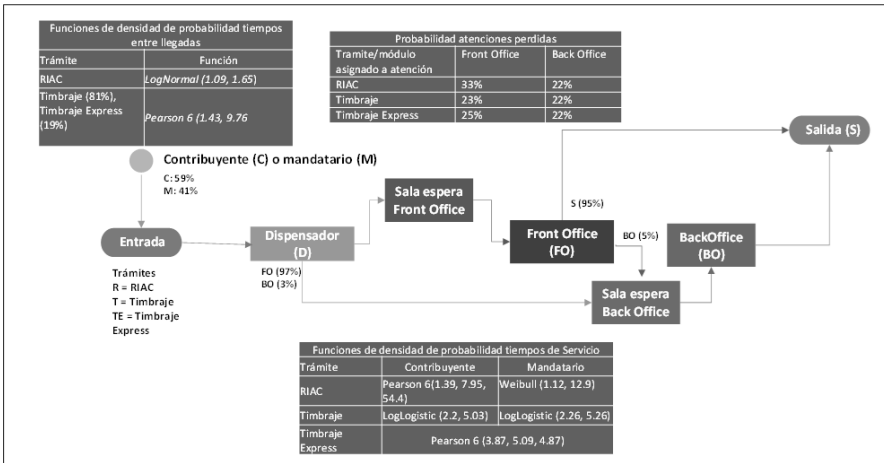 Funciones de densidad de probabilidad tiempos
entre llegadas
Trámite Función
RIAC LogNormal (1.09, 1.65)
Timbraje (81%),
Timbraje Express
(19%)
Pearson 6 (1.43, 9.76
Probabilidad atenciones perdidas
Tramite/módulo
asignado a atención
Front Office Back Office
RIAC 33% 22%
Timbraje 23% 22%
Timbraje Express 25% 22%
Salida (S)
Contribuyente (C) o mandatario (M)
C: 59%
M: 41%
Sala espera
Front Office
S (95%)
Entrada
Dispensador
(D)
Front Office
(FO)
BO (5%)
BackOffice
(BO)
FO (97%)
BO (3%)
Trámites
R = RIAC
T = Timbraje
TE = Timbraje
Express
Sala espera
Back Office
Funciones de densidad de probabilidad tiempos de Servicio
Trámite Contribuyente Mandatario
RIAC
Pearson 6(1.39, 7.95,
54.4)
Weibull (1.12, 12.9)
Timbraje LogLogistic (2.2, 5.03) LogLogistic (2.26, 5.26)
Timbraje
Express
Pearson 6 (3.87, 5.09, 4.87)